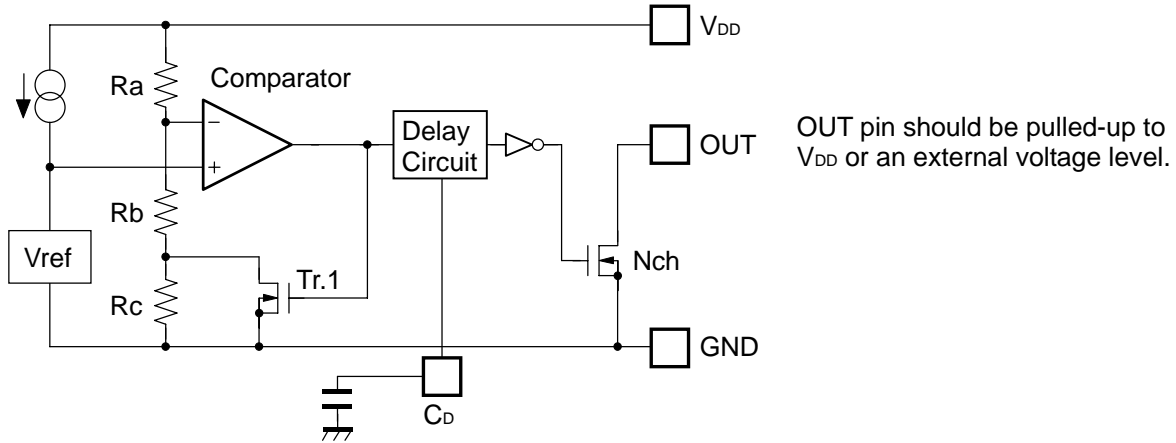 VDD
Ra
Comparator
−
+
Delay
Circuit
OUT
OUT pin should be pulled-up to
VDD or an external voltage level.
Rb
Vref
Tr.1
Nch
Rc
GND
CD